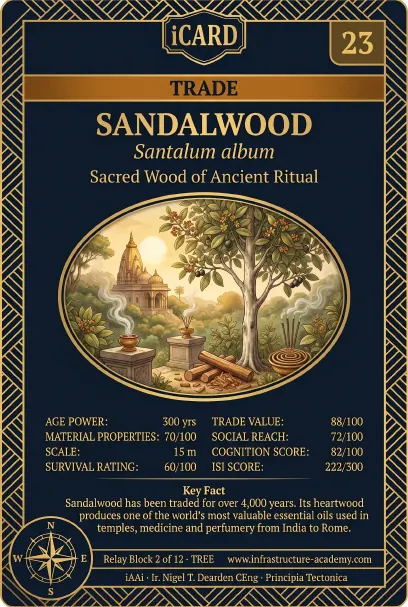 iCARD
23
TRADE
SANDALWOOD
Santalum album
Sacred Wood of Ancient Ritual
AGE POWER: 300 yrs TRADE VALUE: 88/100
MATERIAL PROPERTIES: 70/100 SOCIAL REACH: 72/100
SCALE: 15 m COGNITION SCORE: 82/100
SURVIVAL RATING: 60/100 ISI SCORE: 222/300
Key Fact
Sandalwood has been traded for over 4,000 years. Its heartwood
produces one of the world's most valuable essential oils used in
temples, medicine and perfumery from India to Rome.
N
W E
S
Relay Block 2 of 12 · TREE www.infrastructure-academy.com
iAAi · Ir. Nigel T. Dearden CEng · Principia Tectonica